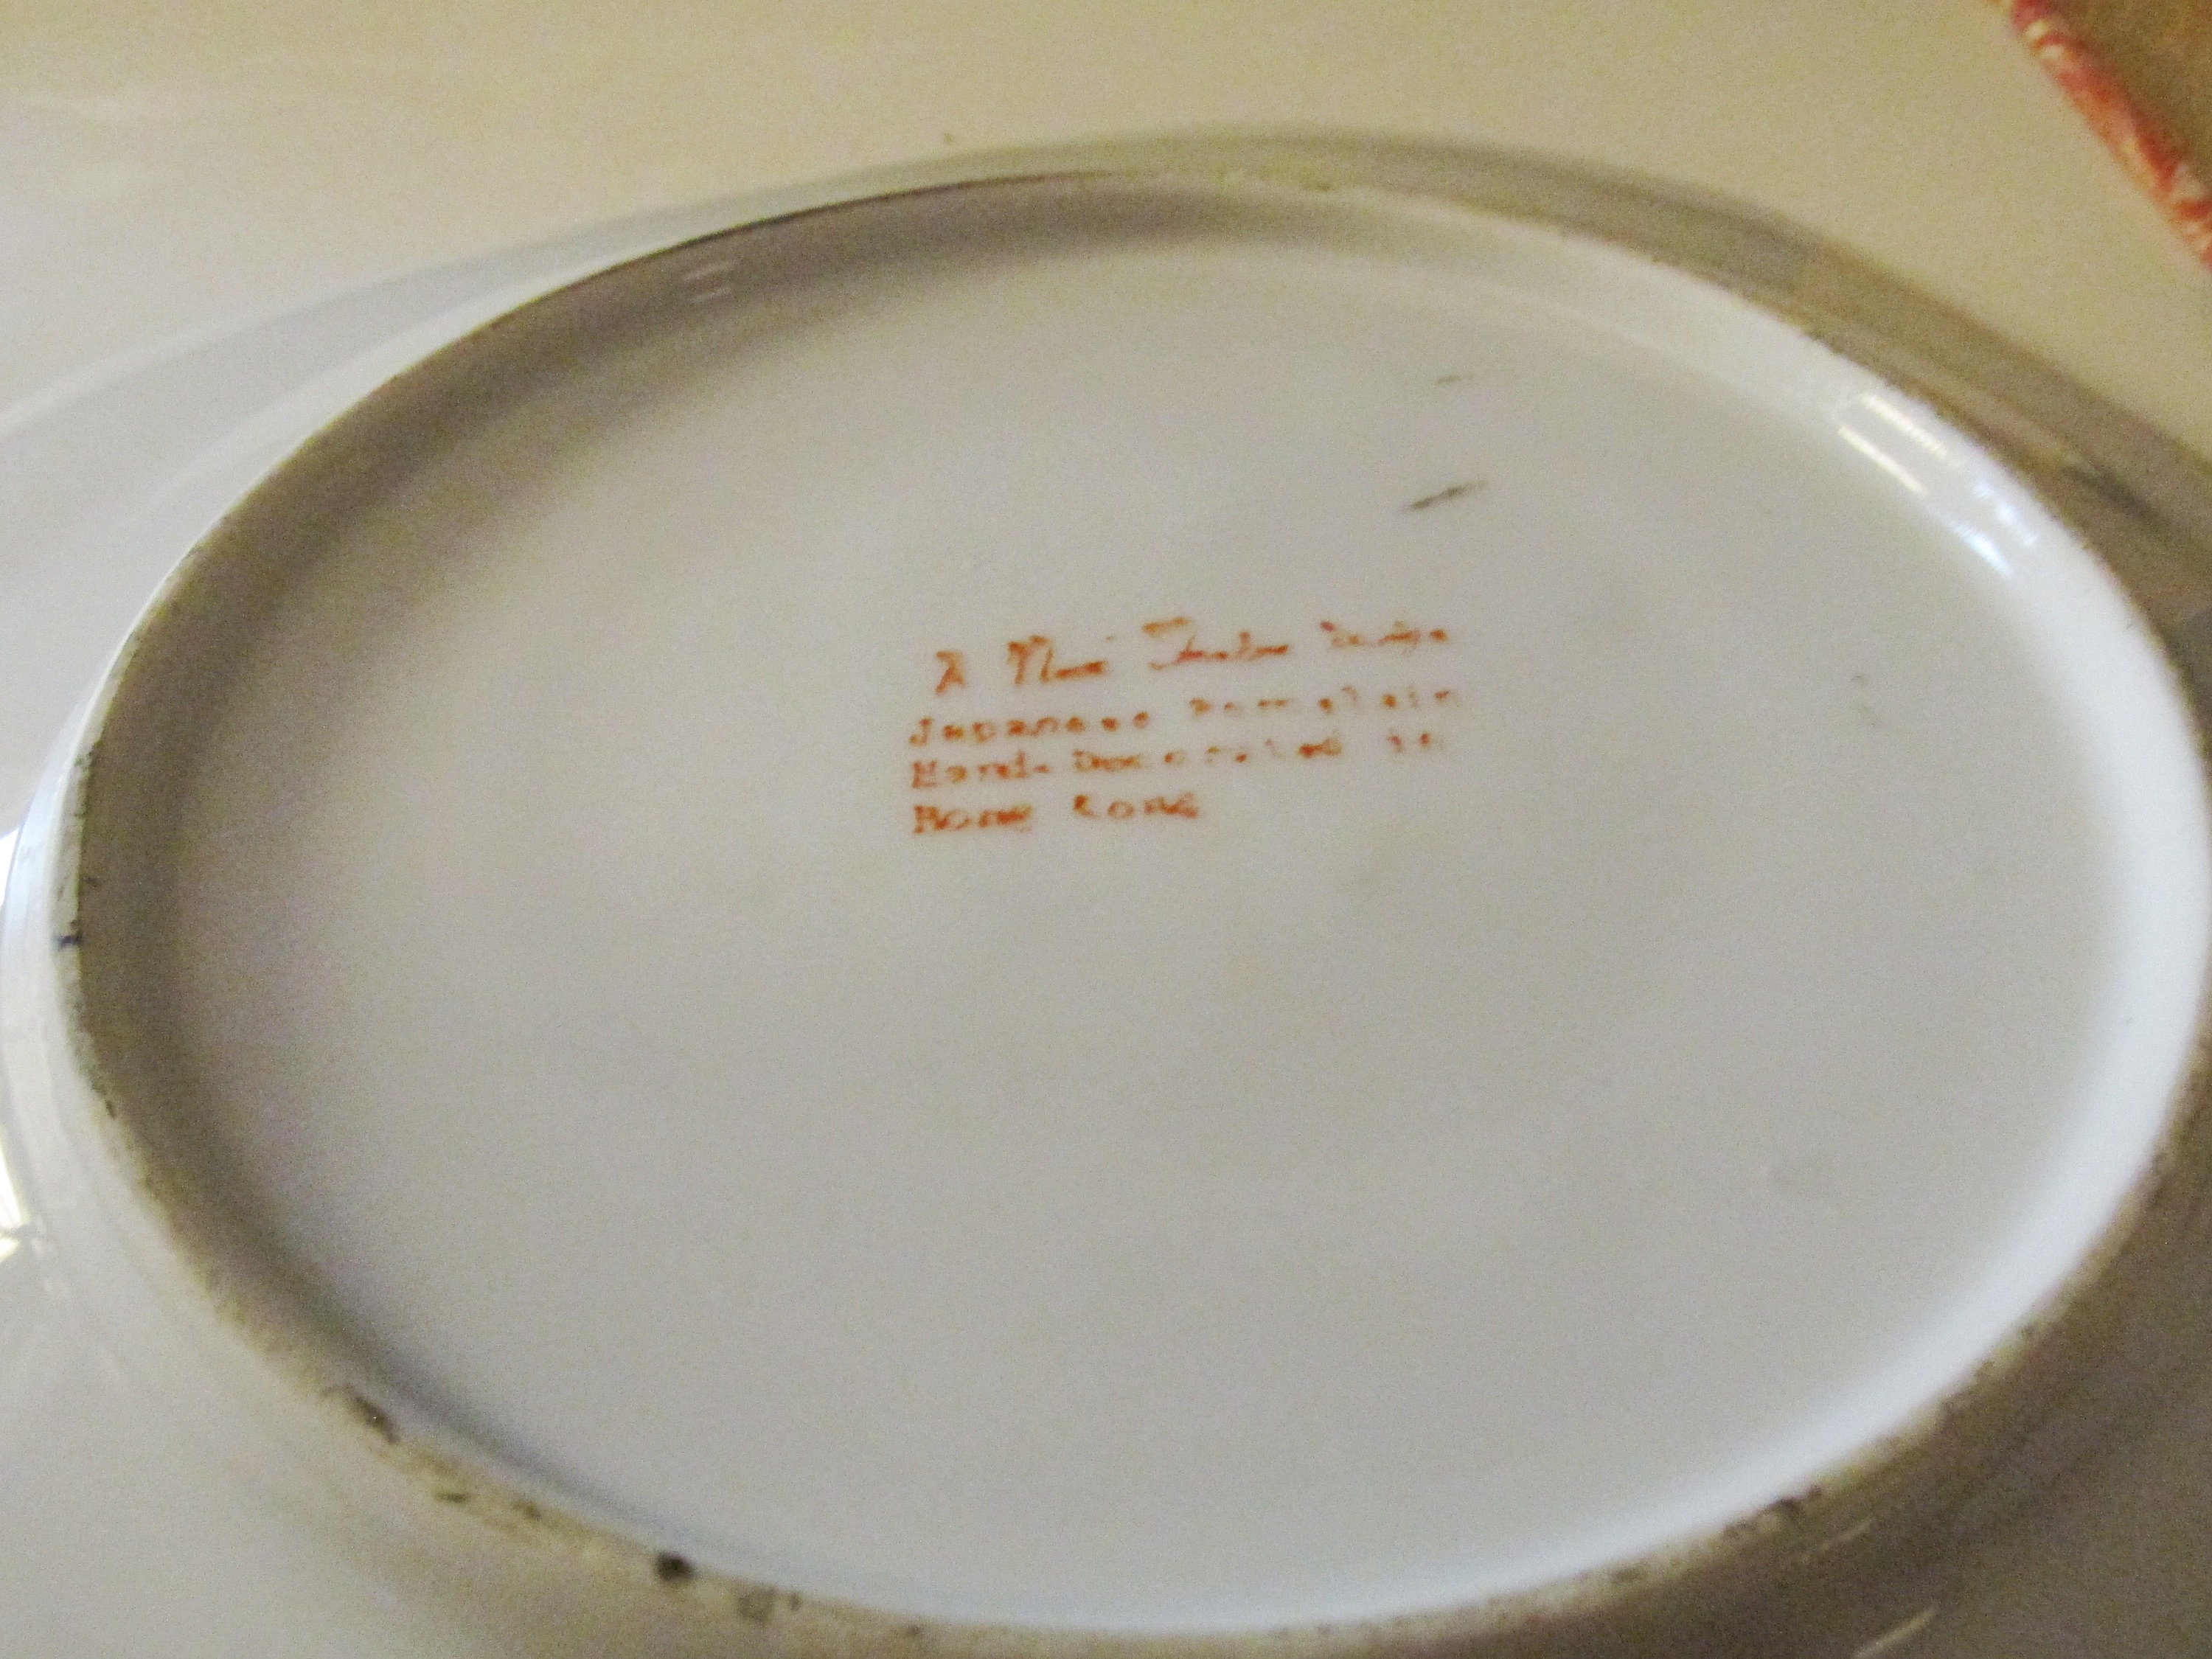 A
Japanese Porcelain
Hand-Decorated in
Hong Kong